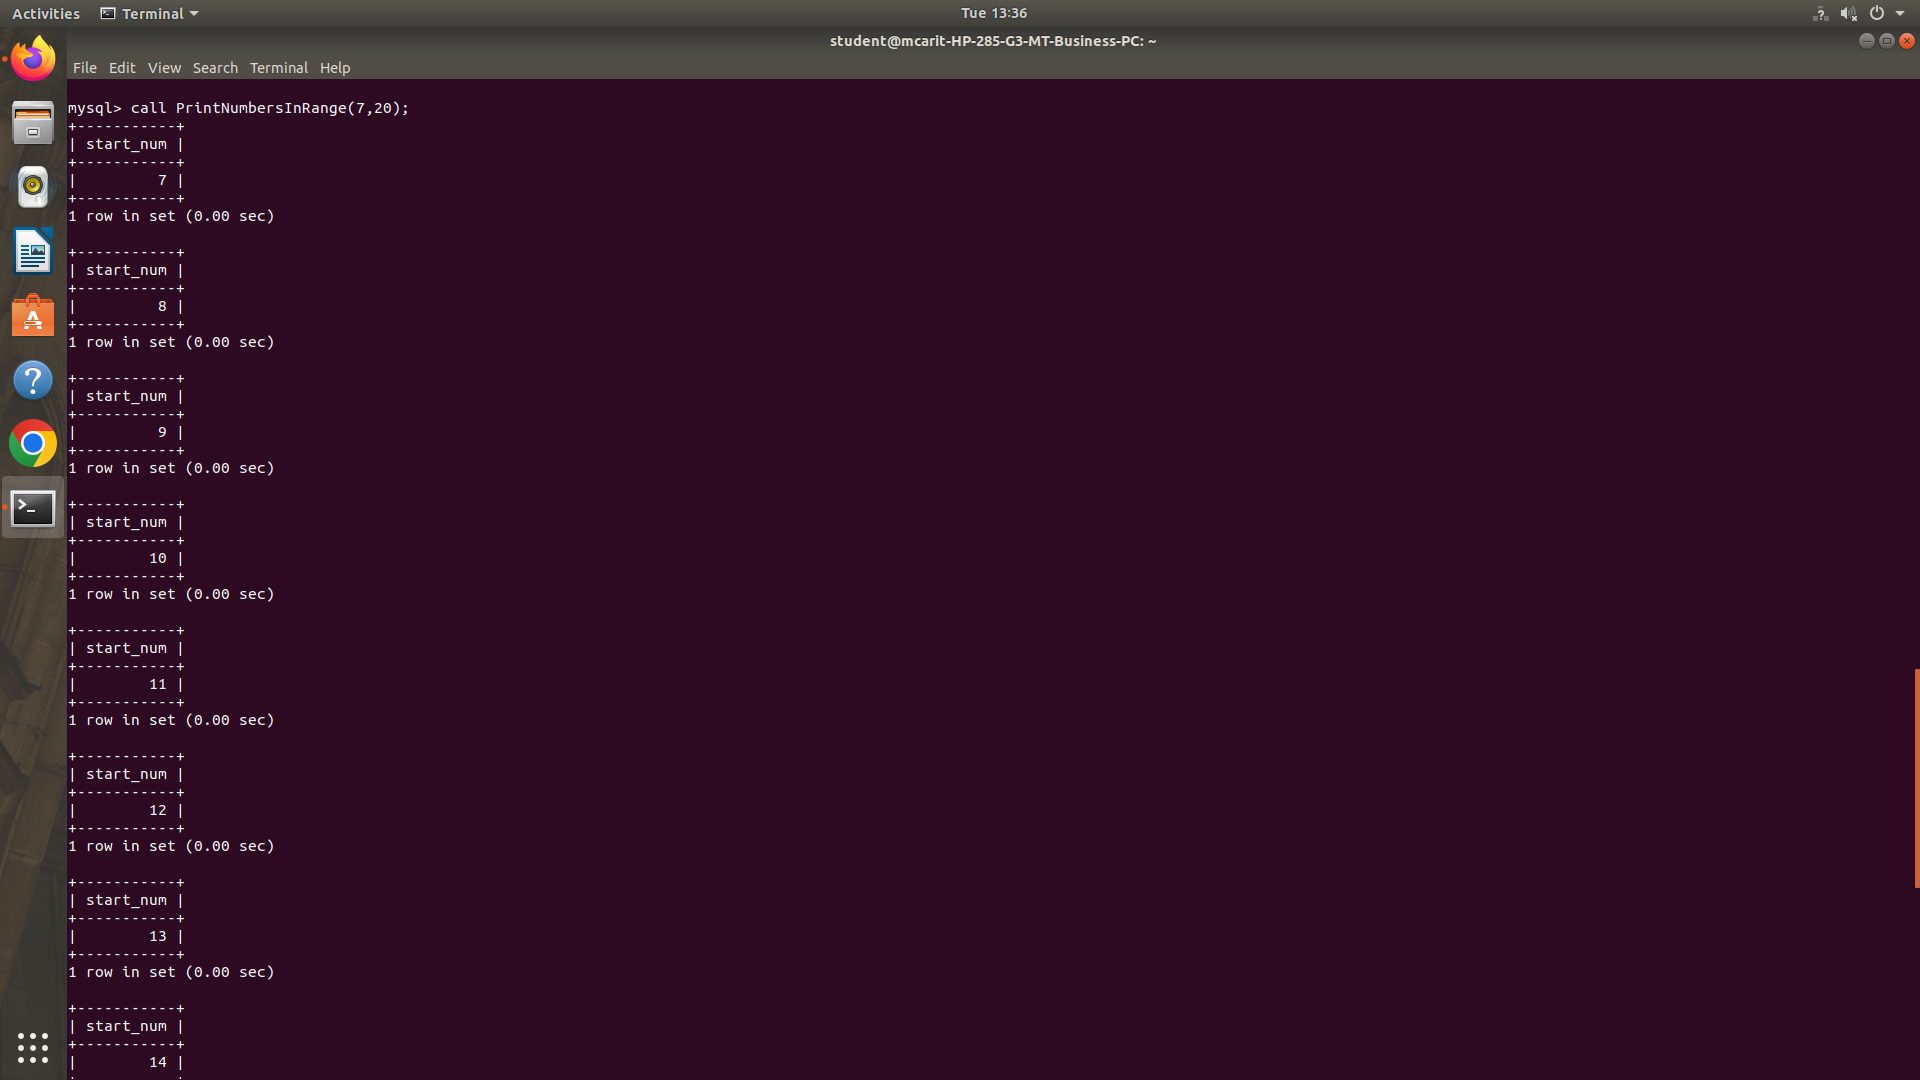 Activities Terminal Tue 13:36
student@mcarit-HP-285-G3-MT-Business-PC: ~
File Edit View Search Terminal Help
mysql> call PrintNumbersInRange(7,20);
+-----------+
| start_num |
+-----------+
|         7 |
+-----------+
1 row in set (0.00 sec)
+-----------+
| start_num |
+-----------+
|         8 |
+-----------+
1 row in set (0.00 sec)
+-----------+
| start_num |
+-----------+
|         9 |
+-----------+
1 row in set (0.00 sec)
+-----------+
| start_num |
+-----------+
|        10 |
+-----------+
1 row in set (0.00 sec)
+-----------+
| start_num |
+-----------+
|        11 |
+-----------+
1 row in set (0.00 sec)
+-----------+
| start_num |
+-----------+
|        12 |
+-----------+
1 row in set (0.00 sec)
+-----------+
| start_num |
+-----------+
|        13 |
+-----------+
1 row in set (0.00 sec)
+-----------+
| start_num |
+-----------+
|        14 |